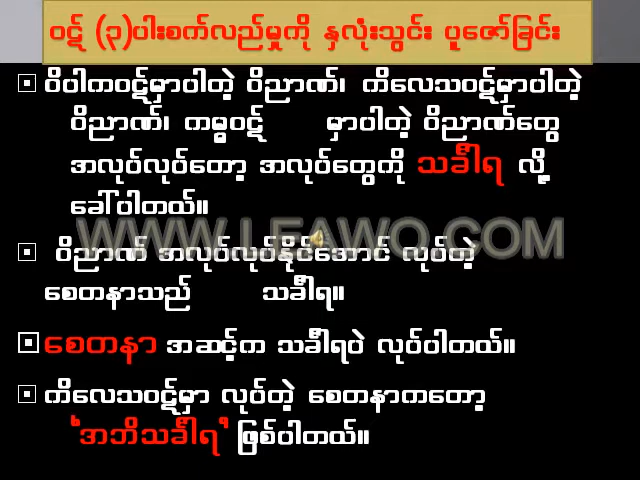 ဝဋ် (၃)ပါးစက်လည်မှုကို နှလုံးသွင်း ပူဇော်ခြင်း
ဝိပါကဝဋ်မှာပါတဲ့ ဝိညာဏ်၊ ကိလေသဝဋ်မှာပါတဲ့
ဝိညာဏ်၊ ကမ္မဝဋ် မှာပါတဲ့ ဝိညာဏ်တွေ
အလုပ်လုပ်တော့ အလုပ်တွေကို သင်္ခါရ လို့
ခေါ်ပါတယ်။
WWW.LEAWO.COM
ဝိညာဏ် အလုပ်လုပ်နိုင်အောင် လုပ်တဲ့
စေတနာသည် သင်္ခါရ။
စေတနာ အဆင့်က သင်္ခါရပဲ လုပ်ပါတယ်။
ကိလေသဝဋ်မှာ လုပ်တဲ့ စေတနာကတော့
“အဘိသင်္ခါရ” ဖြစ်ပါတယ်။